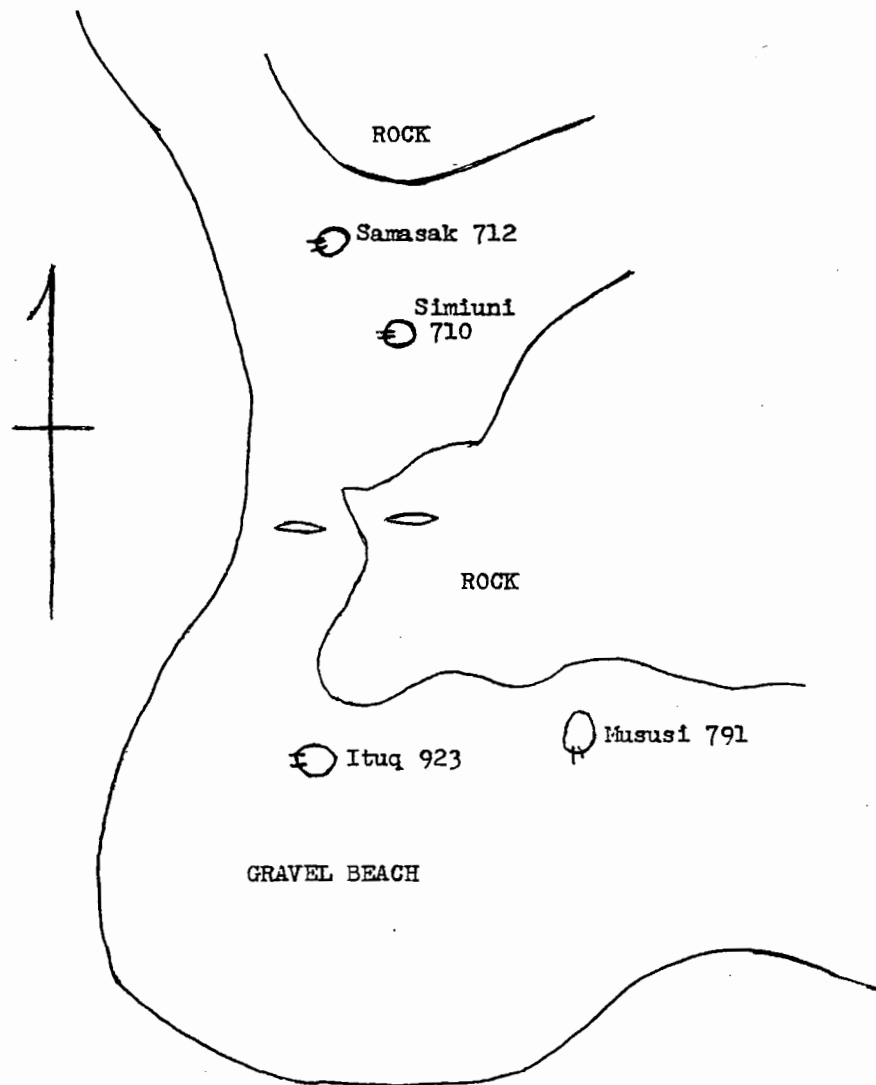 ROCK
Samasak 712
Simiuni
710
ROCK
Mususi 791
Ituq 923
GRAVEL BEACH